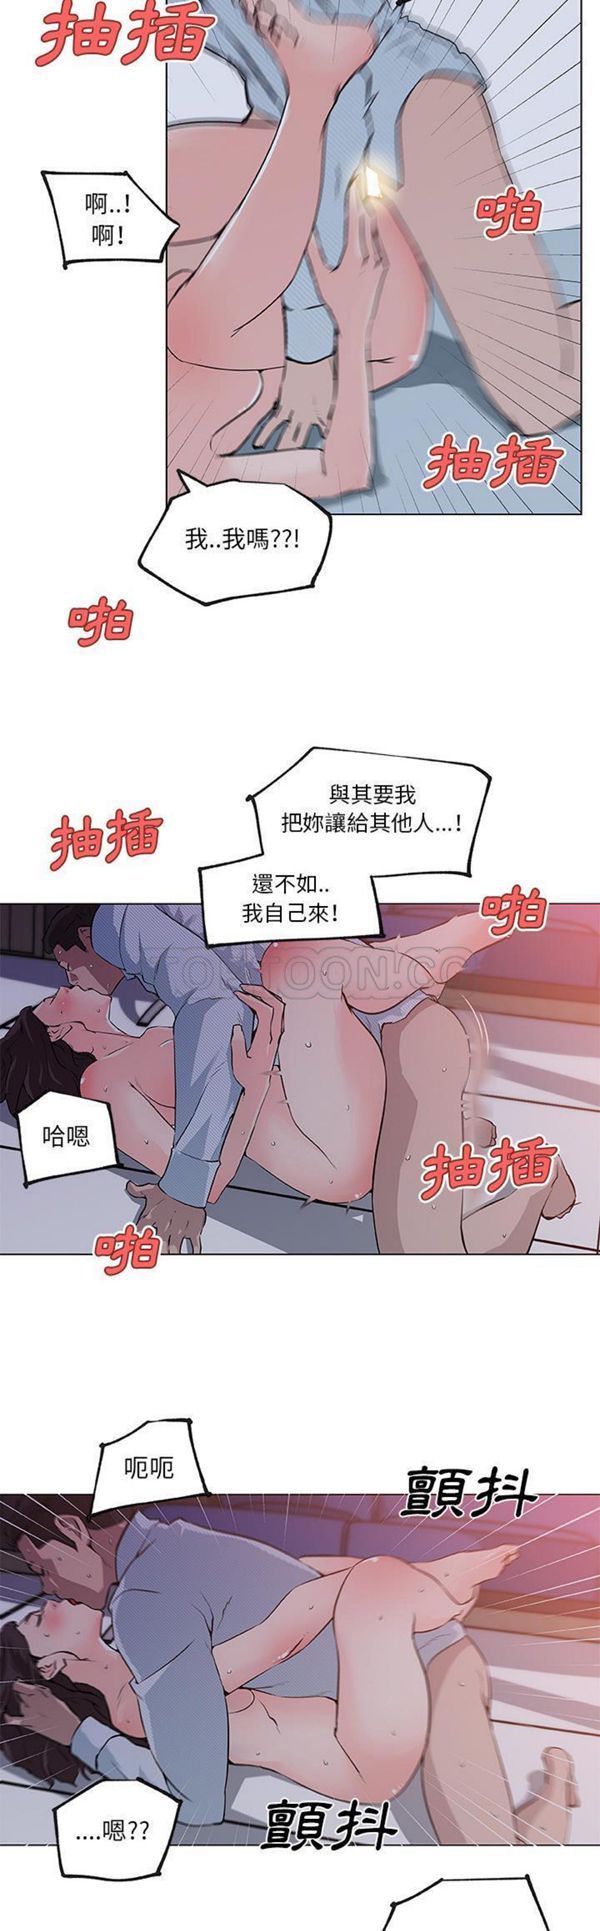 抽插
啊..!
啊!
啪
抽插
我..我嗎??!
啪
與其要我
把妳讓給其他人...!
抽插
還不如..
我自己來!
啪
TOPTOON.CC
哈嗯
抽插
啪
呃呃
顫抖
....嗯??
顫抖